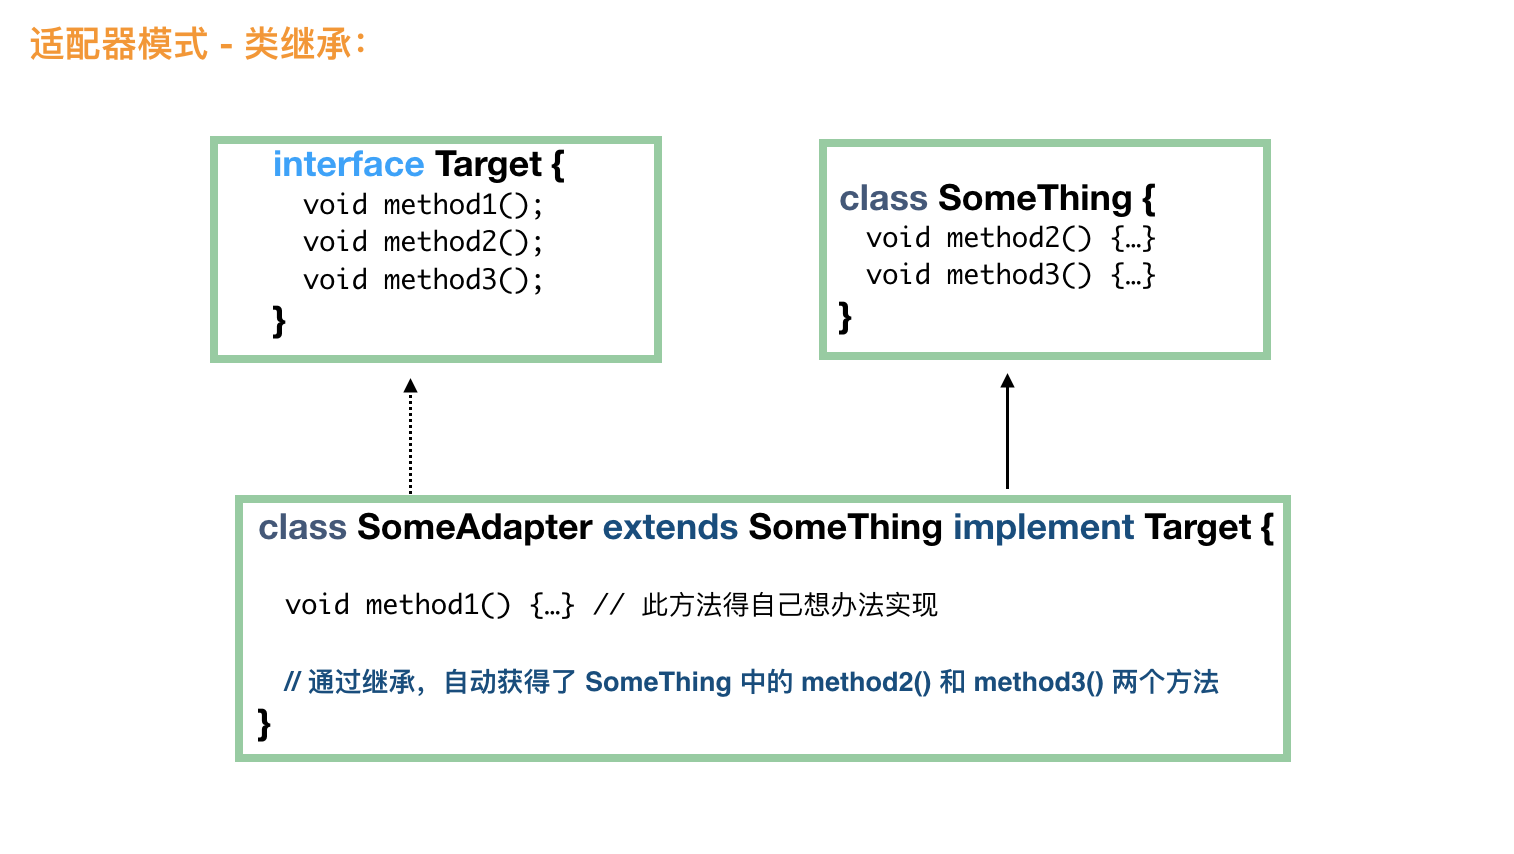 适配器模式 - 类继承：
interface Target {
void method1();
void method2();
void method3();
}
class SomeThing {
void method2() {…}
void method3() {…}
}
class SomeAdapter extends SomeThing implement Target {
void method1() {…} // 此方法得自己想办法实现
// 通过继承，自动获得了 SomeThing 中的 method2() 和 method3() 两个方法
}